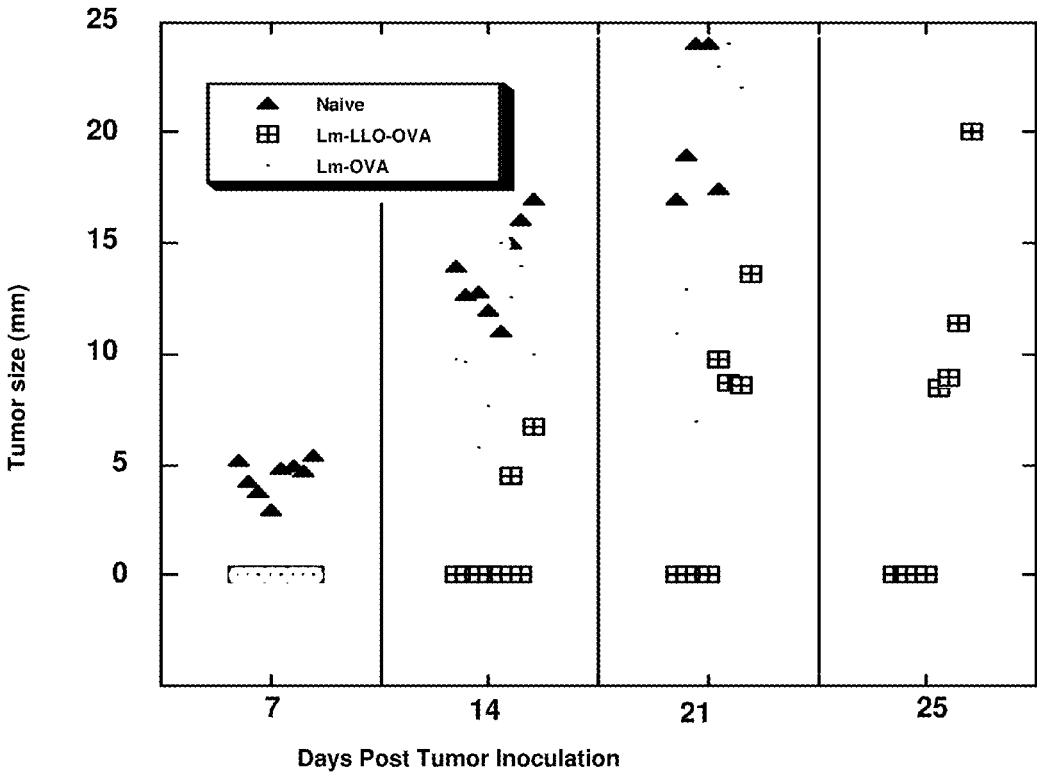 25
Naive
Lm-LLO-OVA
Lm-OVA
20
15
10
5
0
Tumor size (mm)
7 14 21 25
Days Post Tumor Inoculation